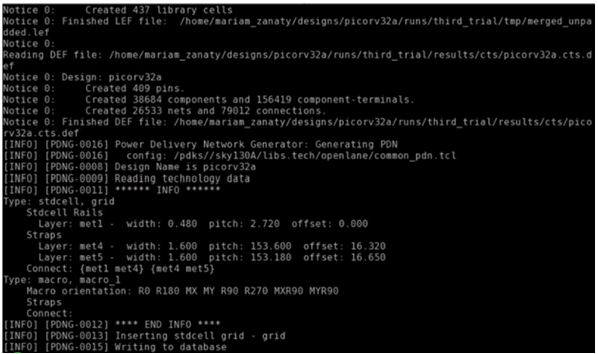 Notice 0:     Created 437 library cells
Notice 0: Finished LEF file:  /home/mariam_zanaty/designs/picorv32a/runs/third_trial/tmp/merged_unpa
dded.lef
Notice 0:
Reading DEF file: /home/mariam_zanaty/designs/picorv32a/runs/third_trial/results/cts/picorv32a.cts.d
ef
Notice 0: Design: picorv32a
Notice 0:     Created 409 pins.
Notice 0:     Created 38684 components and 156419 component-terminals.
Notice 0:     Created 26533 nets and 79012 connections.
Notice 0: Finished DEF file: /home/mariam_zanaty/designs/picorv32a/runs/third_trial/results/cts/pico
rv32a.cts.def
[INFO] [PDNG-0016] Power Delivery Network Generator: Generating PDN
[INFO] [PDNG-0016]   config: /pdks//sky130A/libs.tech/openlane/common_pdn.tcl
[INFO] [PDNG-0008] Design Name is picorv32a
[INFO] [PDNG-0009] Reading technology data
[INFO] [PDNG-0011] ****** INFO ******
Type: stdcell, grid
    Stdcell Rails
      Layer: met1 -  width: 0.480  pitch: 2.720  offset: 0.000
    Straps
      Layer: met4 -  width: 1.600  pitch: 153.600  offset: 16.320
      Layer: met5 -  width: 1.600  pitch: 153.180  offset: 16.650
    Connect: {met1 met4} {met4 met5}
Type: macro, macro_1
    Macro orientation: R0 R180 MX MY R90 R270 MXR90 MYR90
    Straps
    Connect:
[INFO] [PDNG-0012] **** END INFO ****
[INFO] [PDNG-0013] Inserting stdcell grid - grid
[INFO] [PDNG-0015] Writing to database